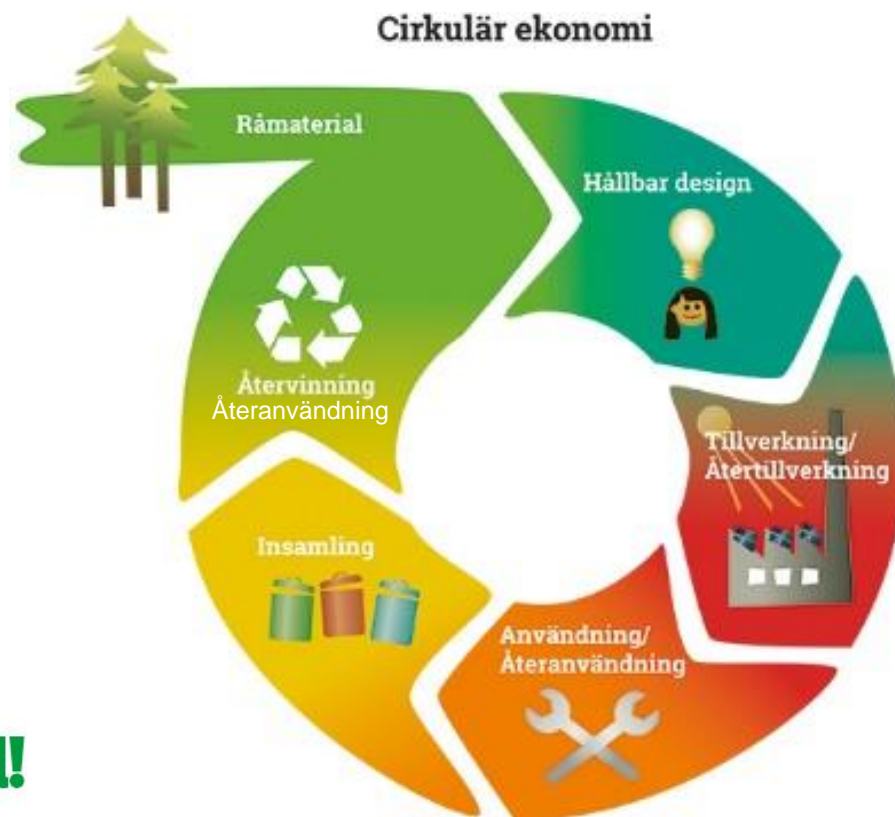 Cirkulär ekonomi
Råmaterial
Hållbar design
Återvinning
Återanvändning
Tillverkning/
Återtillverkning
Insamling
Användning/
Återanvändning